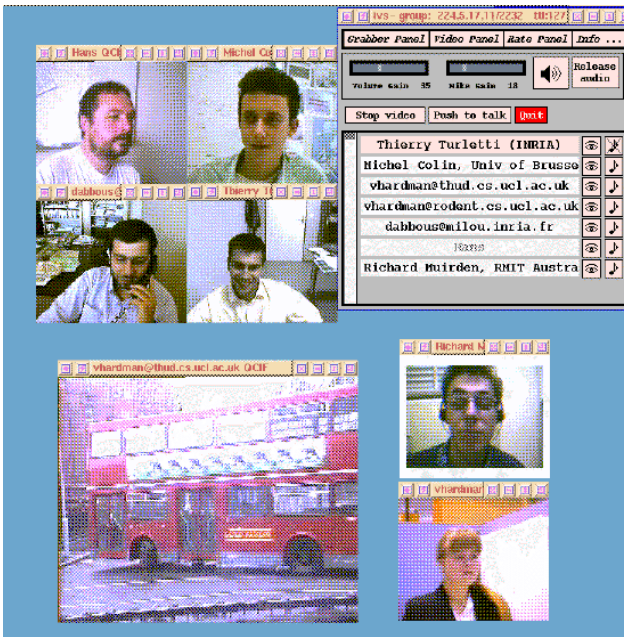 Hans QCIF
Michel Co
dabbous@
Thierry T
ivs - group: 224.5.17.11/2232 ttl:127
Grabber Panel
Video Panel
Rate Panel
Info ...
Volume Gain 35
Mike Gain 18
Release
audio
Stop video
Push to talk
Quit
Thierry Turletti (INRIA)
Michel Colin, Univ of Brusse
vhardman@thud.cs.ucl.ac.uk
vhardman@rodent.cs.ucl.ac.uk
dabbous@milou.inria.fr
Hans
Richard Muirden, RMIT Austra
vhardman@thud.cs.ucl.ac.uk QCIF
Richard M
vhardman